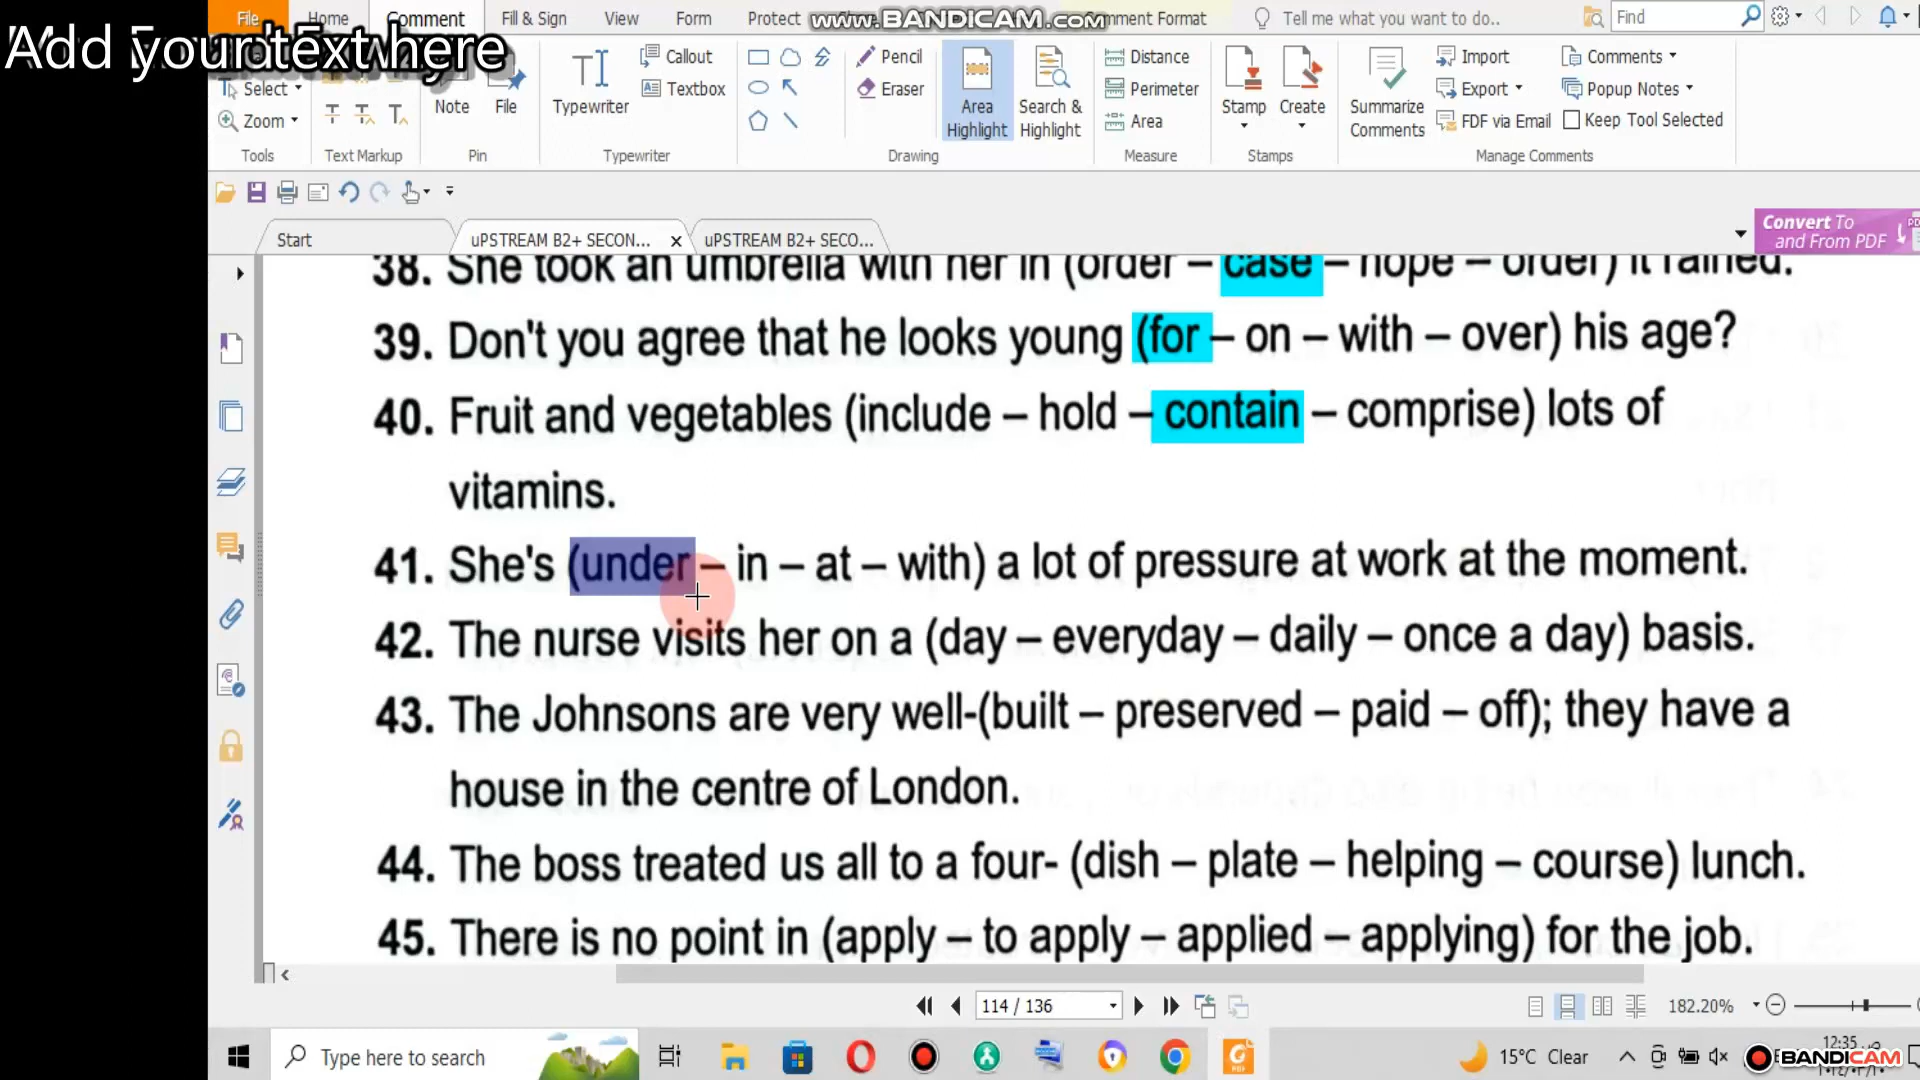 www.BANDICAM.com
File Home Comment Fill & Sign View Form Protect Comment Format Tell me what you want to do.. Find
Add your text here
Select
Zoom
Note
File
Typewriter
Callout
Textbox
Pencil
Eraser
Area
Highlight
Search &
Highlight
Distance
Perimeter
Area
Stamp
Create
Summarize
Comments
Import
Export
FDF via Email
Comments
Popup Notes
Keep Tool Selected
Tools Text Markup Pin Typewriter Drawing Measure Stamps Manage Comments
Start uPSTREAM B2+ SECON... uPSTREAM B2+ SECO...
Convert To
and From PDF
38. She took an umbrella with her in (order – case – hope – order) it rained.
39. Don't you agree that he looks young (for – on – with – over) his age?
40. Fruit and vegetables (include – hold – contain – comprise) lots of
vitamins.
41. She's (under – in – at – with) a lot of pressure at work at the moment.
42. The nurse visits her on a (day – everyday – daily – once a day) basis.
43. The Johnsons are very well-(built – preserved – paid – off); they have a
house in the centre of London.
44. The boss treated us all to a four- (dish – plate – helping – course) lunch.
45. There is no point in (apply – to apply – applied – applying) for the job.
114 / 136 182.20%
Type here to search 15°C Clear 12:35 BANDICAM